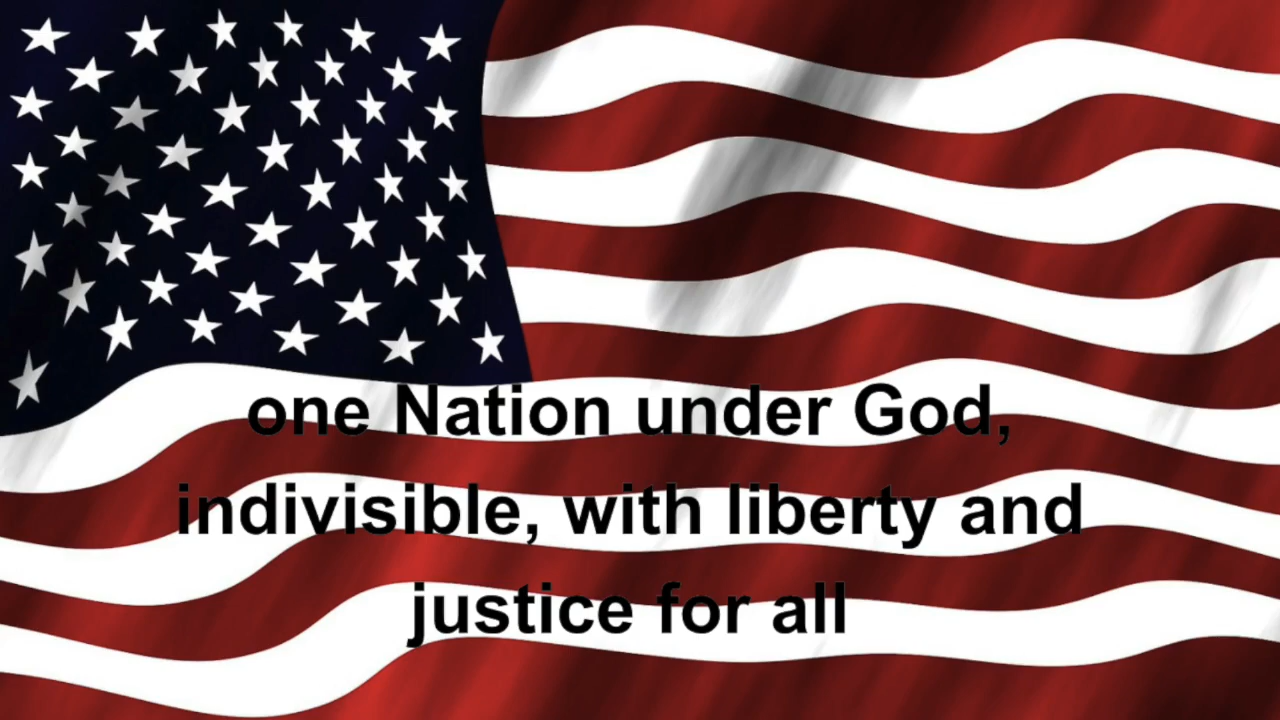 one Nation under God,
indivisible, with liberty and
justice for all